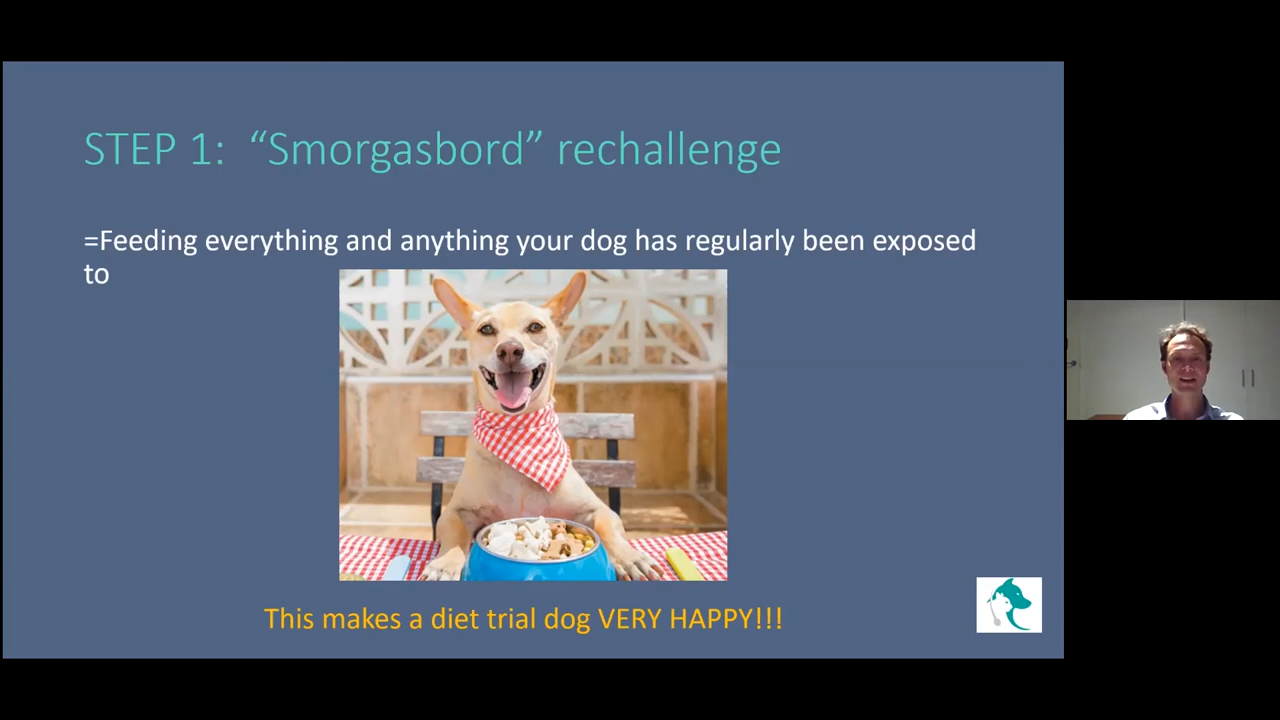 STEP 1: “Smorgasbord” rechallenge
=Feeding everything and anything your dog has regularly been exposed
to
This makes a diet trial dog VERY HAPPY!!!